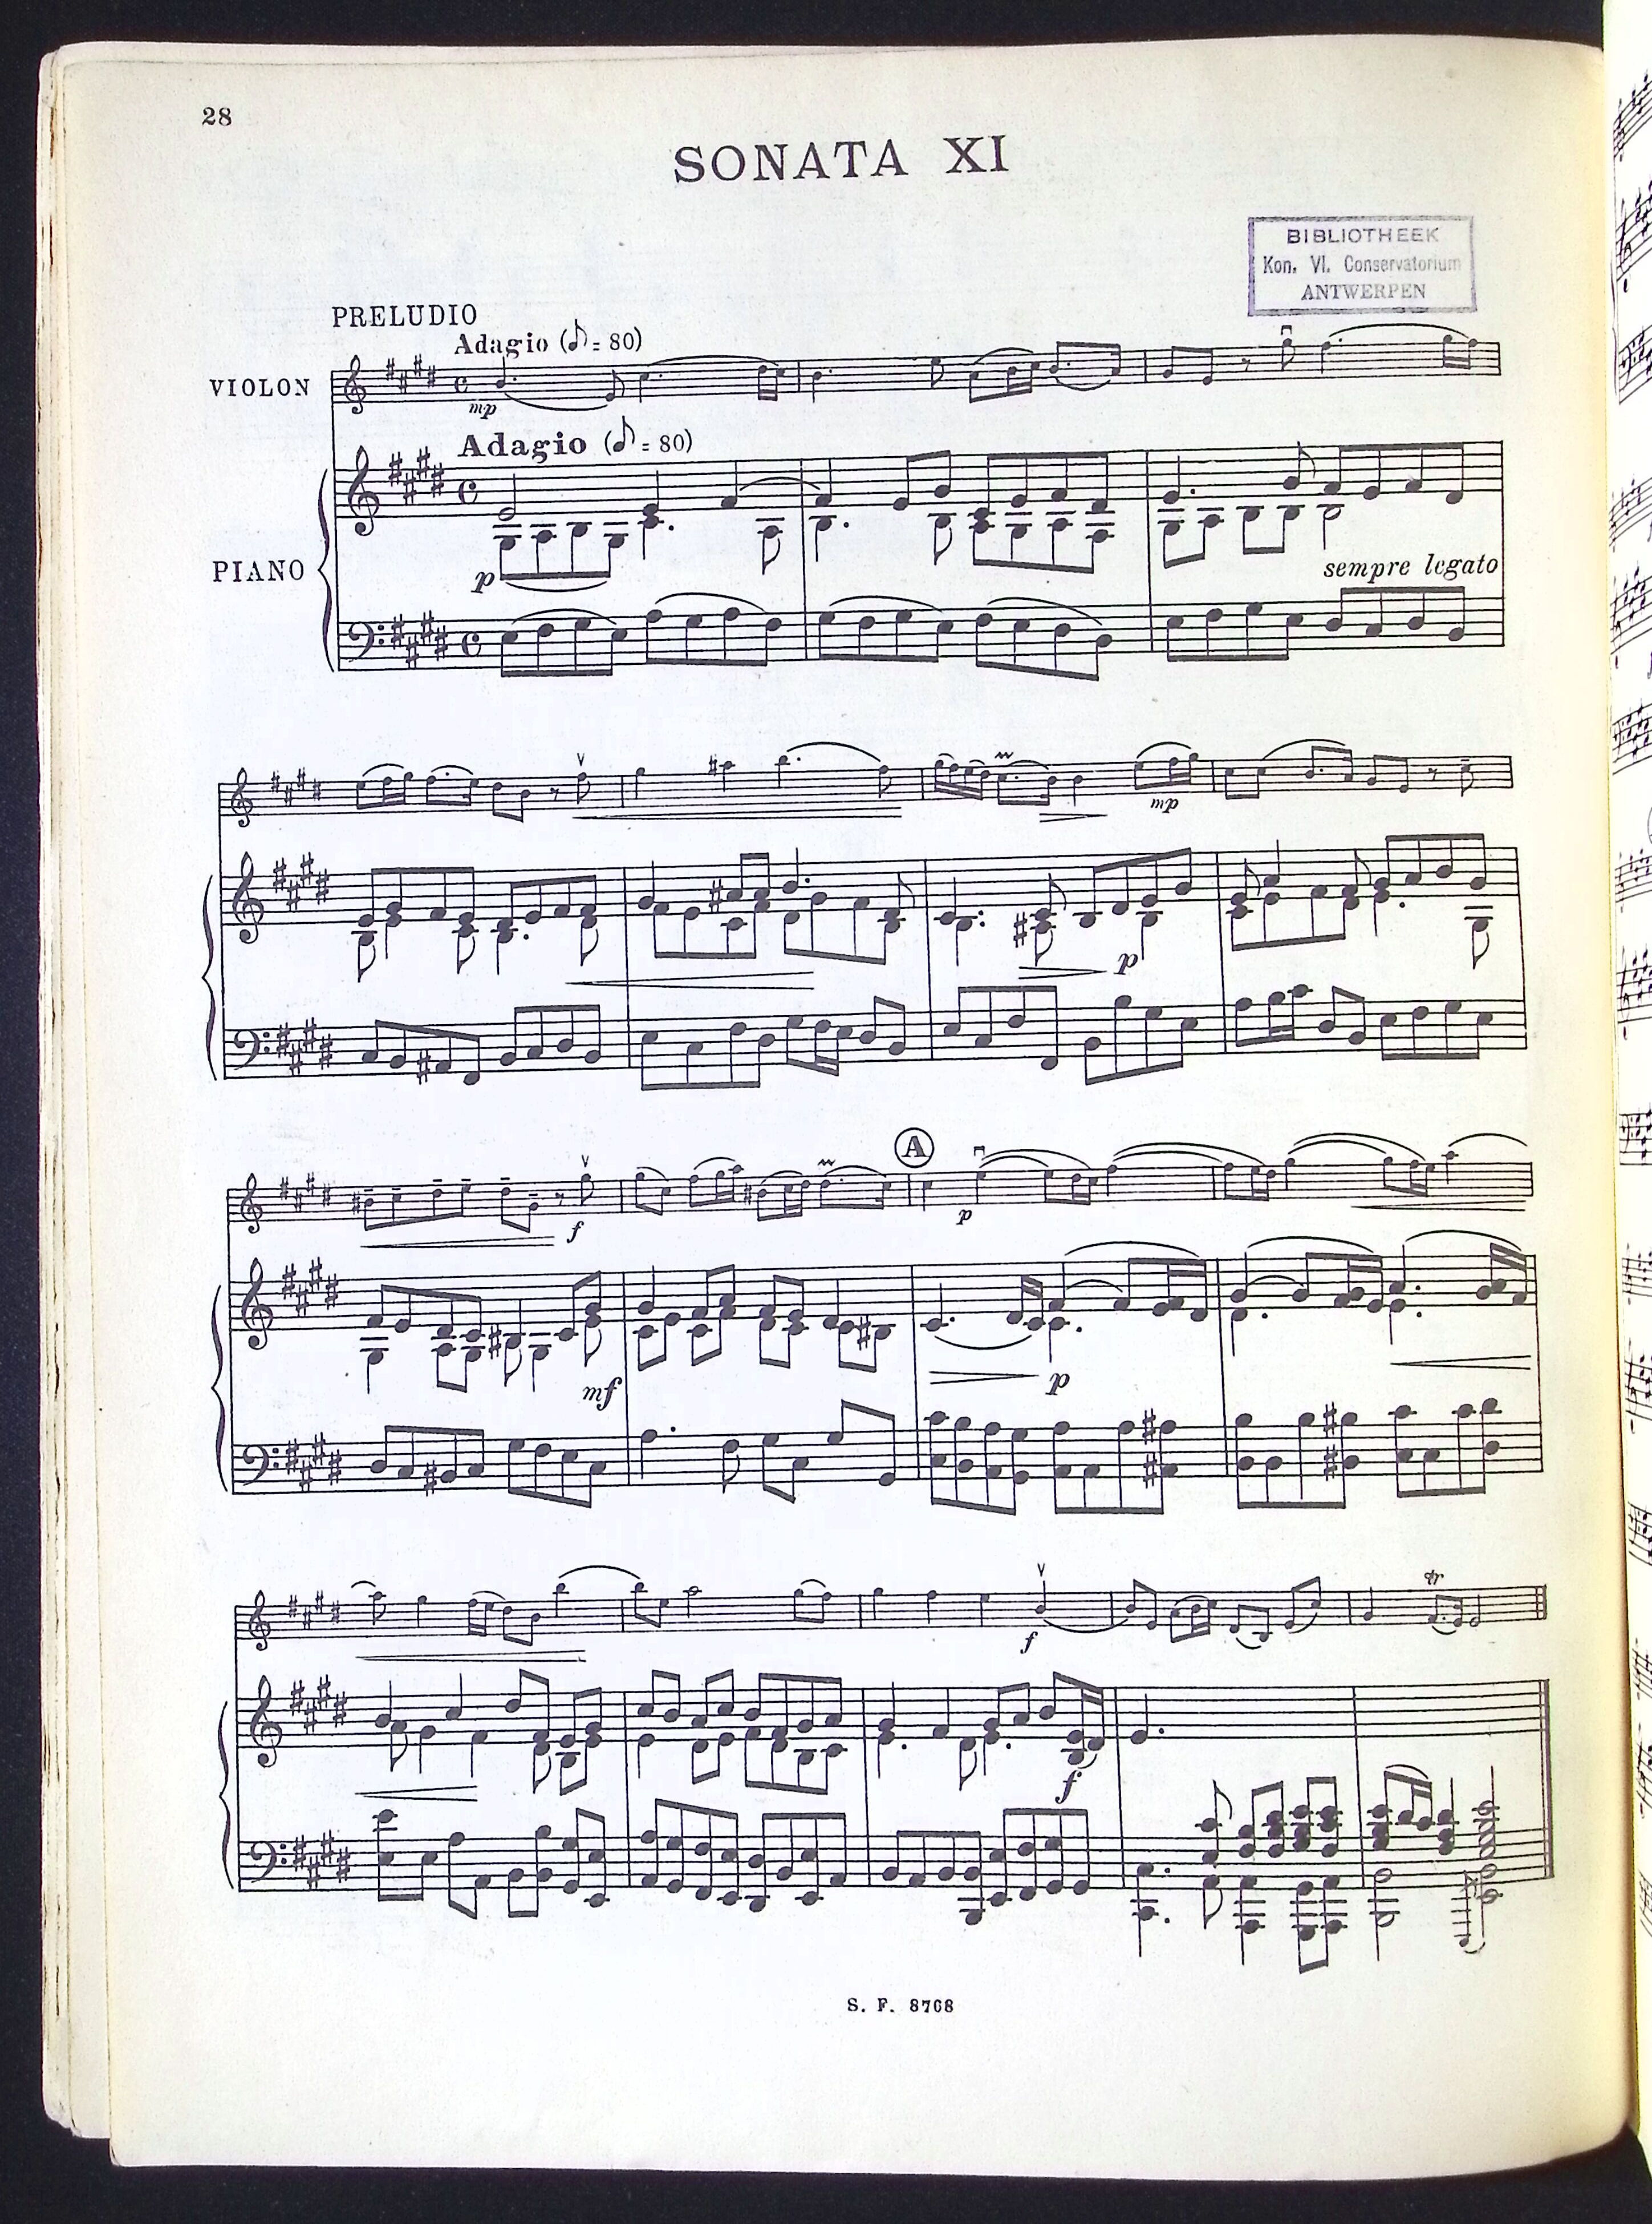 28
SONATA XI
BIBLIOTHEEK
Kon. Vl. Conservatorium
ANTWERPEN
PRELUDIO
Adagio (♪ = 80)
VIOLON
mp
Adagio (♪ = 80)
PIANO
p
sempre legato
mp
p
A
f
p
mf
p
tr
f
f
S. F. 8768